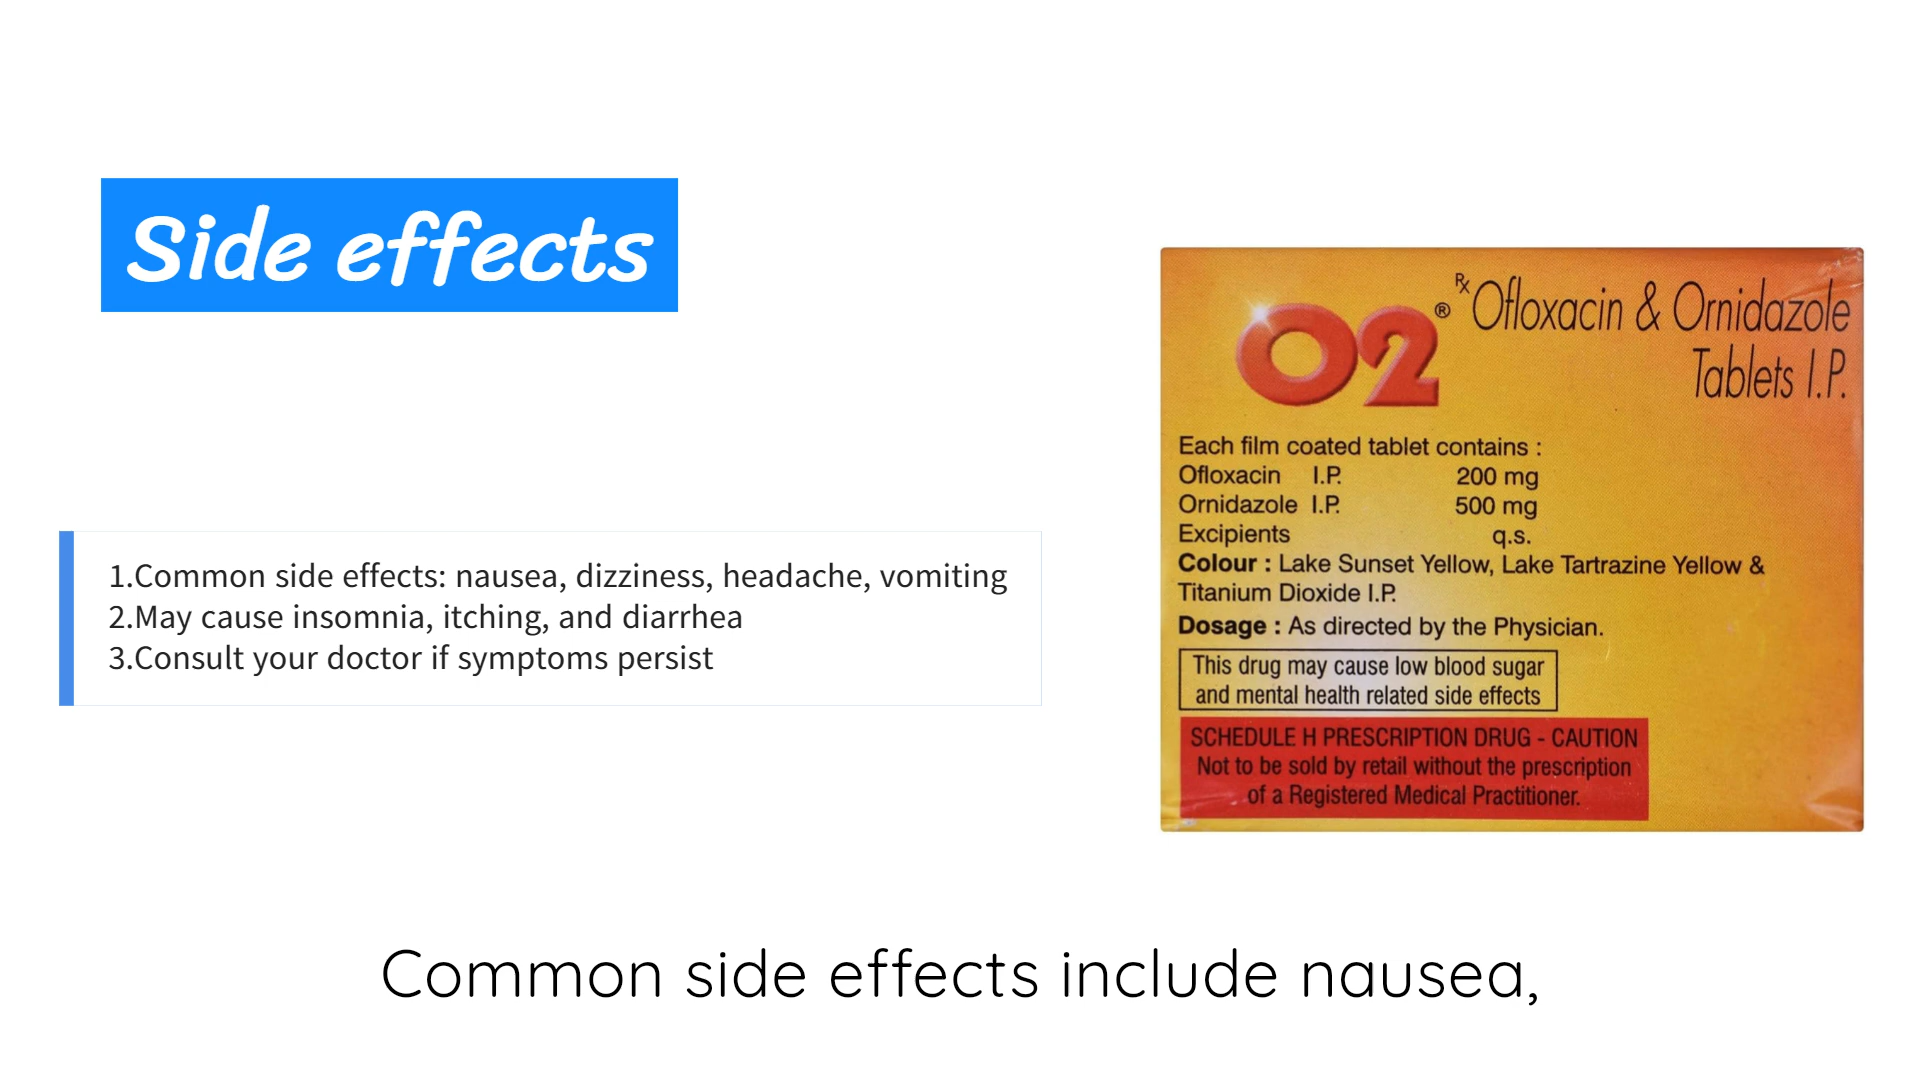 Side effects
1.Common side effects: nausea, dizziness, headache, vomiting
2.May cause insomnia, itching, and diarrhea
3.Consult your doctor if symptoms persist
O2® Rx Ofloxacin & Ornidazole
Tablets I.P.
Each film coated tablet contains :
Ofloxacin I.P. 200 mg
Ornidazole I.P. 500 mg
Excipients q.s.
Colour : Lake Sunset Yellow, Lake Tartrazine Yellow &
Titanium Dioxide I.P.
Dosage : As directed by the Physician.
This drug may cause low blood sugar
and mental health related side effects
SCHEDULE H PRESCRIPTION DRUG - CAUTION
Not to be sold by retail without the prescription
of a Registered Medical Practitioner.
Common side effects include nausea,